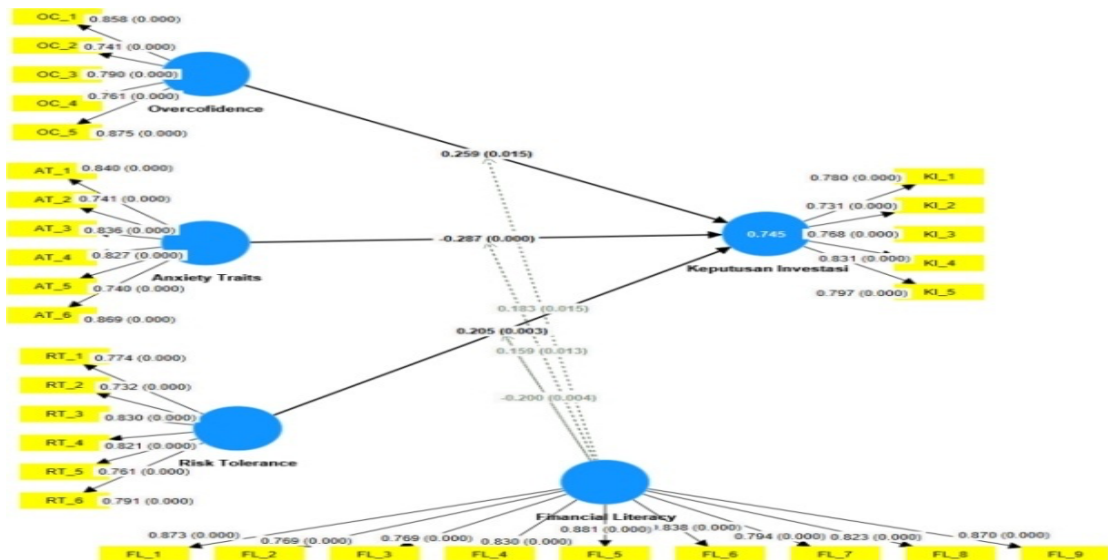 OC_1 0.858 (0.000)
OC_2 0.741 (0.000)
OC_3 0.790 (0.000)
OC_4 0.761 (0.000)
OC_5 0.875 (0.000)
Overcofidence
AT_1 0.840 (0.000)
AT_2 0.741 (0.000)
AT_3 0.836 (0.000)
AT_4 0.827 (0.000)
AT_5 0.740 (0.000)
AT_6 0.869 (0.000)
Anxiety Traits
RT_1 0.774 (0.000)
RT_2 0.732 (0.000)
RT_3 0.830 (0.000)
RT_4 0.821 (0.000)
RT_5 0.761 (0.000)
RT_6 0.791 (0.000)
Risk Tolerance
0.259 (0.015)
-0.287 (0.000)
0.183 (0.015)
0.205 (0.003)
0.159 (0.013)
-0.200 (0.004)
0.745
Keputusan Investasi
0.780 (0.000) KI_1
0.731 (0.000) KI_2
0.768 (0.000) KI_3
0.831 (0.000) KI_4
0.797 (0.000) KI_5
Financial Literacy
0.873 (0.000)
0.769 (0.000)
0.769 (0.000)
0.830 (0.000)
0.881 (0.000)
0.838 (0.000)
0.794 (0.000)
0.823 (0.000)
0.870 (0.000)
FL_1 FL_2 FL_3 FL_4 FL_5 FL_6 FL_7 FL_8 FL_9